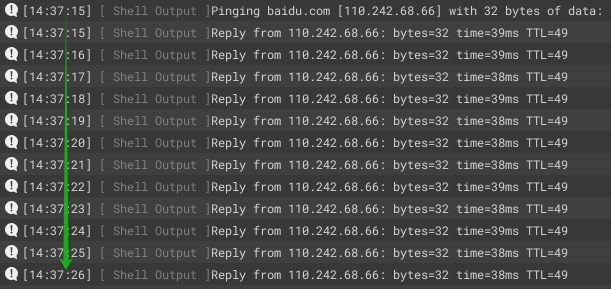 [14:37:15] [ Shell Output ]Pinging baidu.com [110.242.68.66] with 32 bytes of data:
[14:37:15] [ Shell Output ]Reply from 110.242.68.66: bytes=32 time=39ms TTL=49
[14:37:16] [ Shell Output ]Reply from 110.242.68.66: bytes=32 time=39ms TTL=49
[14:37:17] [ Shell Output ]Reply from 110.242.68.66: bytes=32 time=38ms TTL=49
[14:37:18] [ Shell Output ]Reply from 110.242.68.66: bytes=32 time=39ms TTL=49
[14:37:19] [ Shell Output ]Reply from 110.242.68.66: bytes=32 time=38ms TTL=49
[14:37:20] [ Shell Output ]Reply from 110.242.68.66: bytes=32 time=38ms TTL=49
[14:37:21] [ Shell Output ]Reply from 110.242.68.66: bytes=32 time=38ms TTL=49
[14:37:22] [ Shell Output ]Reply from 110.242.68.66: bytes=32 time=39ms TTL=49
[14:37:23] [ Shell Output ]Reply from 110.242.68.66: bytes=32 time=38ms TTL=49
[14:37:24] [ Shell Output ]Reply from 110.242.68.66: bytes=32 time=39ms TTL=49
[14:37:25] [ Shell Output ]Reply from 110.242.68.66: bytes=32 time=38ms TTL=49
[14:37:26] [ Shell Output ]Reply from 110.242.68.66: bytes=32 time=38ms TTL=49